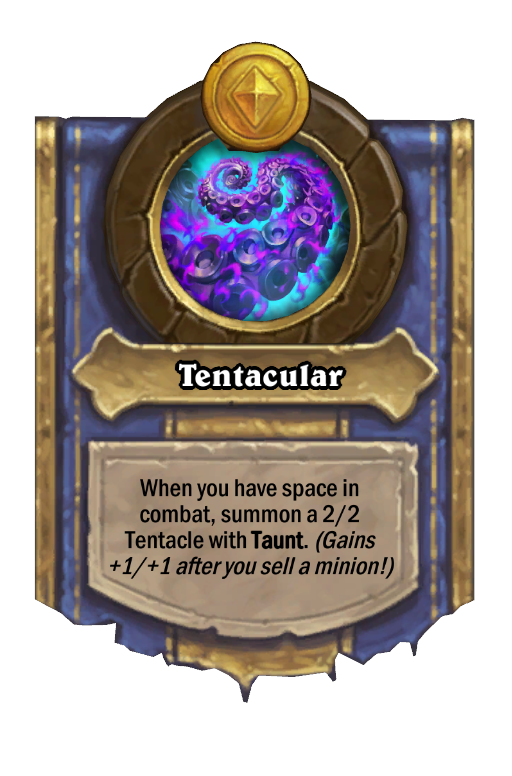 Tentacular
When you have space in
combat, summon a 2/2
Tentacle with Taunt. (Gains
+1/+1 after you sell a minion!)